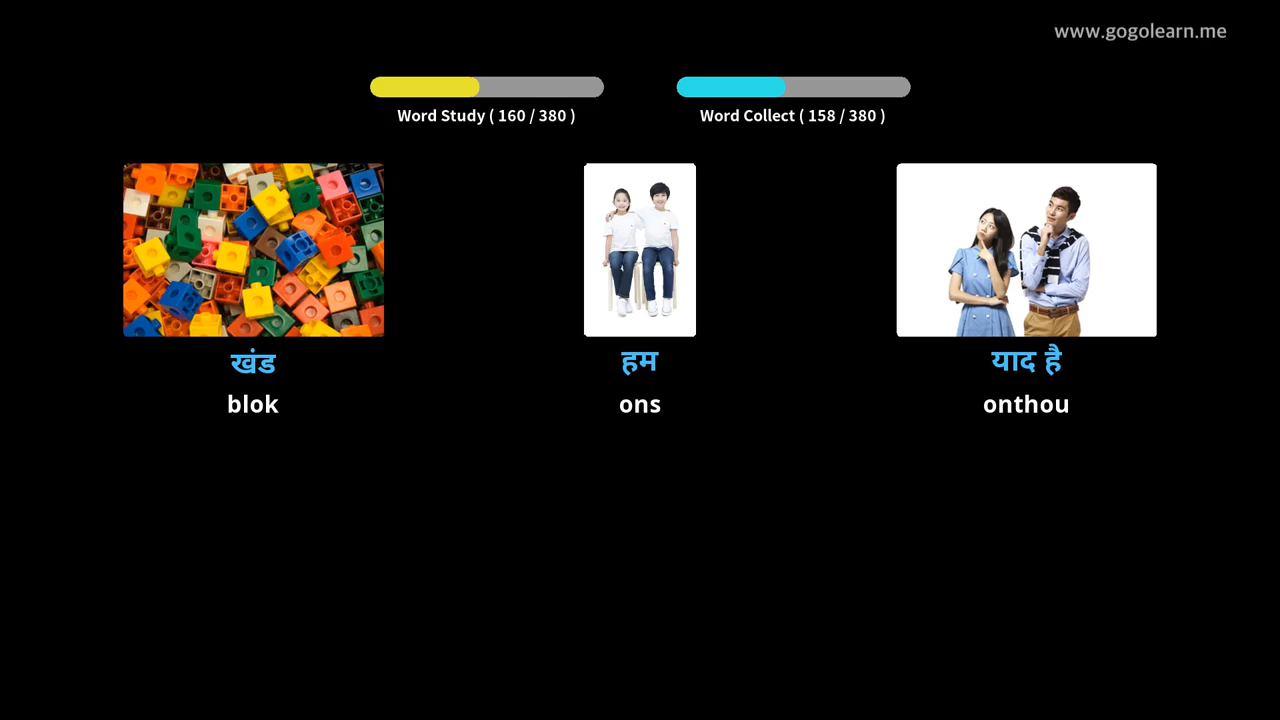 www.gogolearn.me
Word Study ( 160 / 380 )
Word Collect ( 158 / 380 )
खंड
हम
याद है
blok
ons
onthou